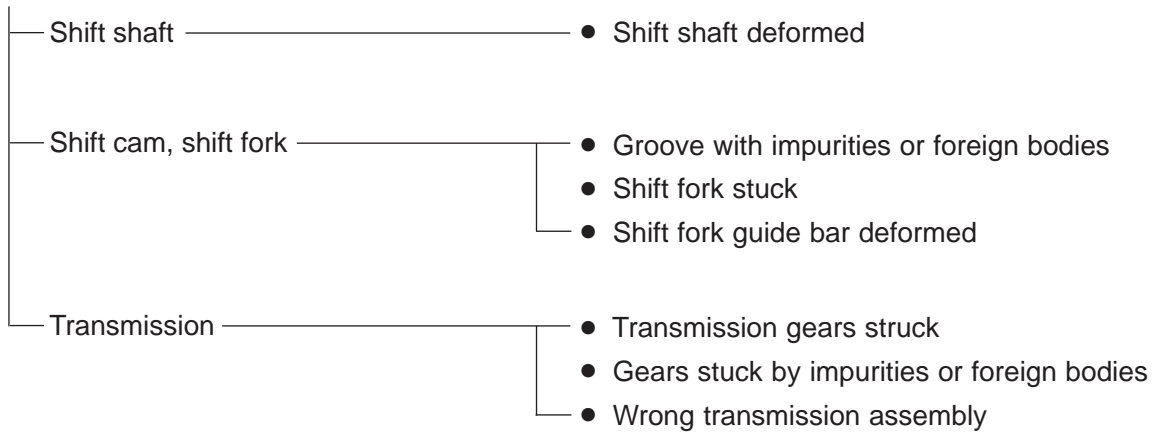 Shift shaft ● Shift shaft deformed
Shift cam, shift fork ● Groove with impurities or foreign bodies
● Shift fork stuck
● Shift fork guide bar deformed
Transmission ● Transmission gears struck
● Gears stuck by impurities or foreign bodies
● Wrong transmission assembly